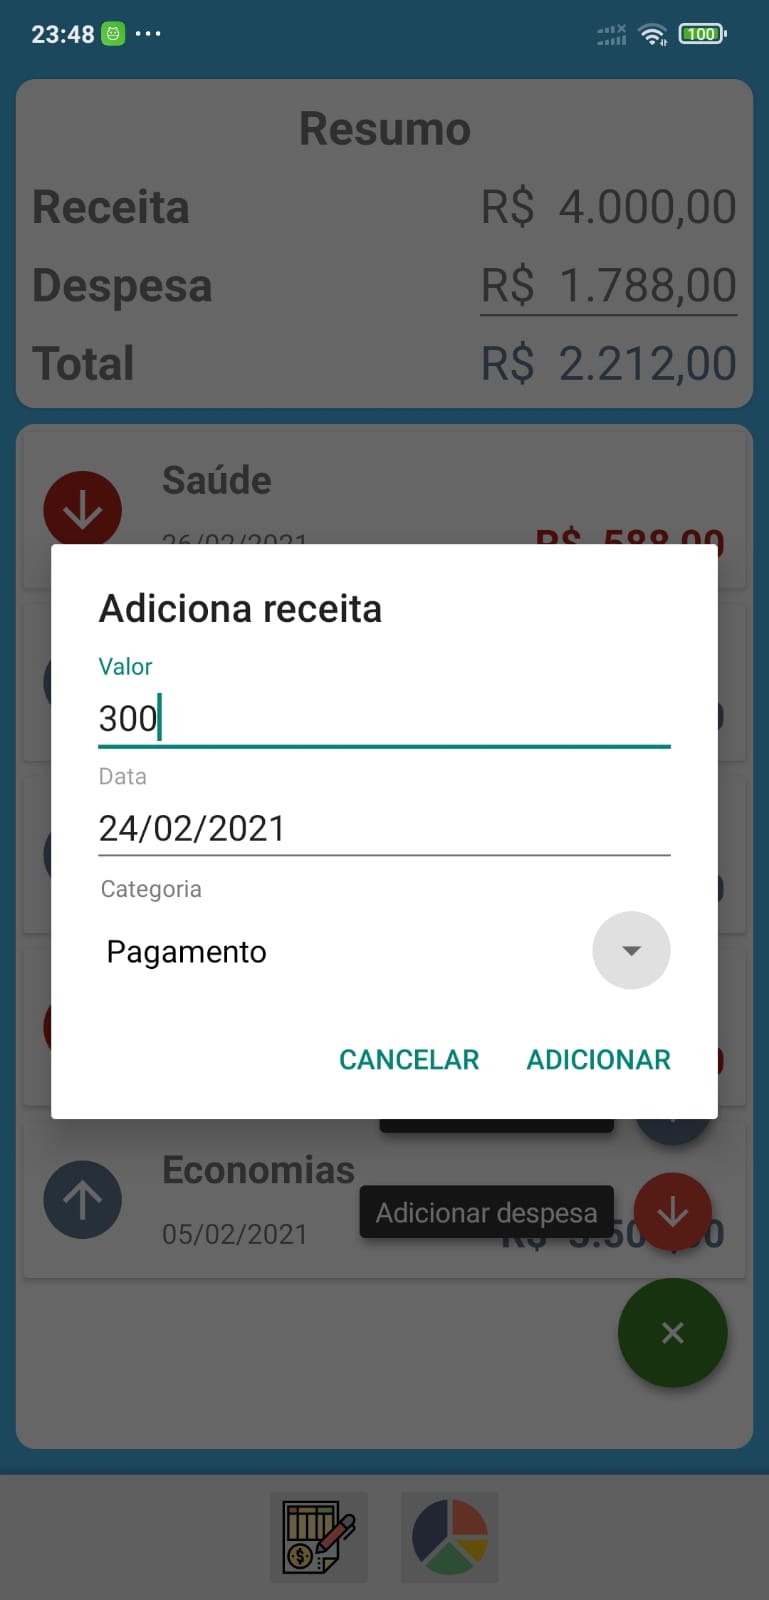 23:48
100
Resumo
Receita R$ 4.000,00
Despesa R$ 1.788,00
Total R$ 2.212,00
Saúde
26/02/2021 R$ 588,00
Adiciona receita
Valor
300
Data
24/02/2021
Categoria
Pagamento
CANCELAR ADICIONAR
Economias
Adicionar despesa
05/02/2021 R$